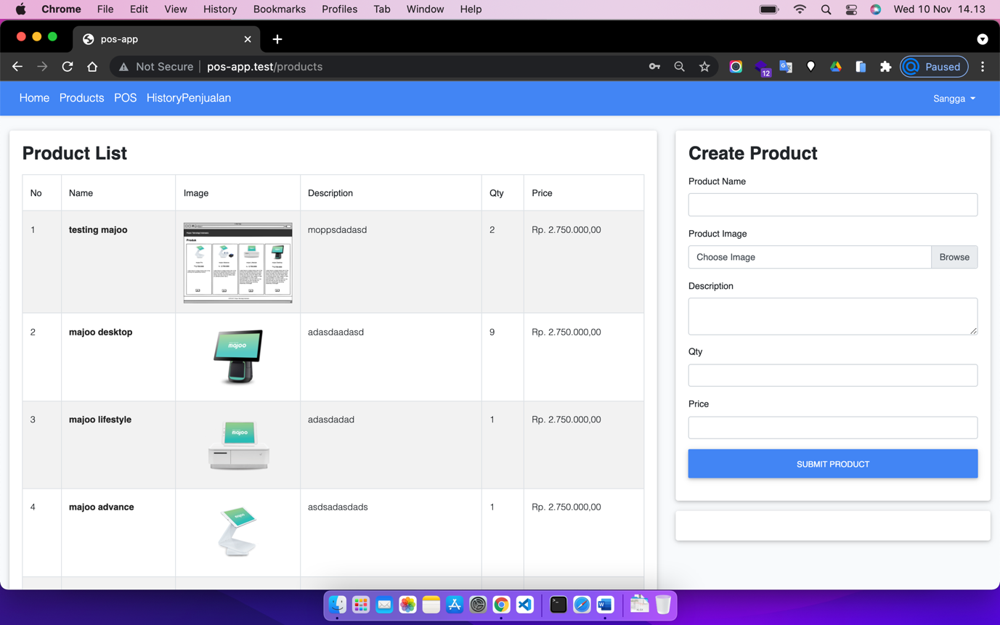 Chrome File Edit View History Bookmarks Profiles Tab Window Help Wed 10 Nov 14.13
pos-app
Not Secure pos-app.test/products 12 Paused
Home Products POS HistoryPenjualan Sangga
Product List
No Name Image Description Qty Price
1 testing majoo moppsdadasd 2 Rp. 2.750.000,00
Produk
2 majoo desktop majoo adasdaadasd 9 Rp. 2.750.000,00
3 majoo lifestyle majoo adasdadad 1 Rp. 2.750.000,00
4 majoo advance asdsadasdads 1 Rp. 2.750.000,00
Create Product
Product Name
Product Image
Choose Image Browse
Description
Qty
Price
SUBMIT PRODUCT